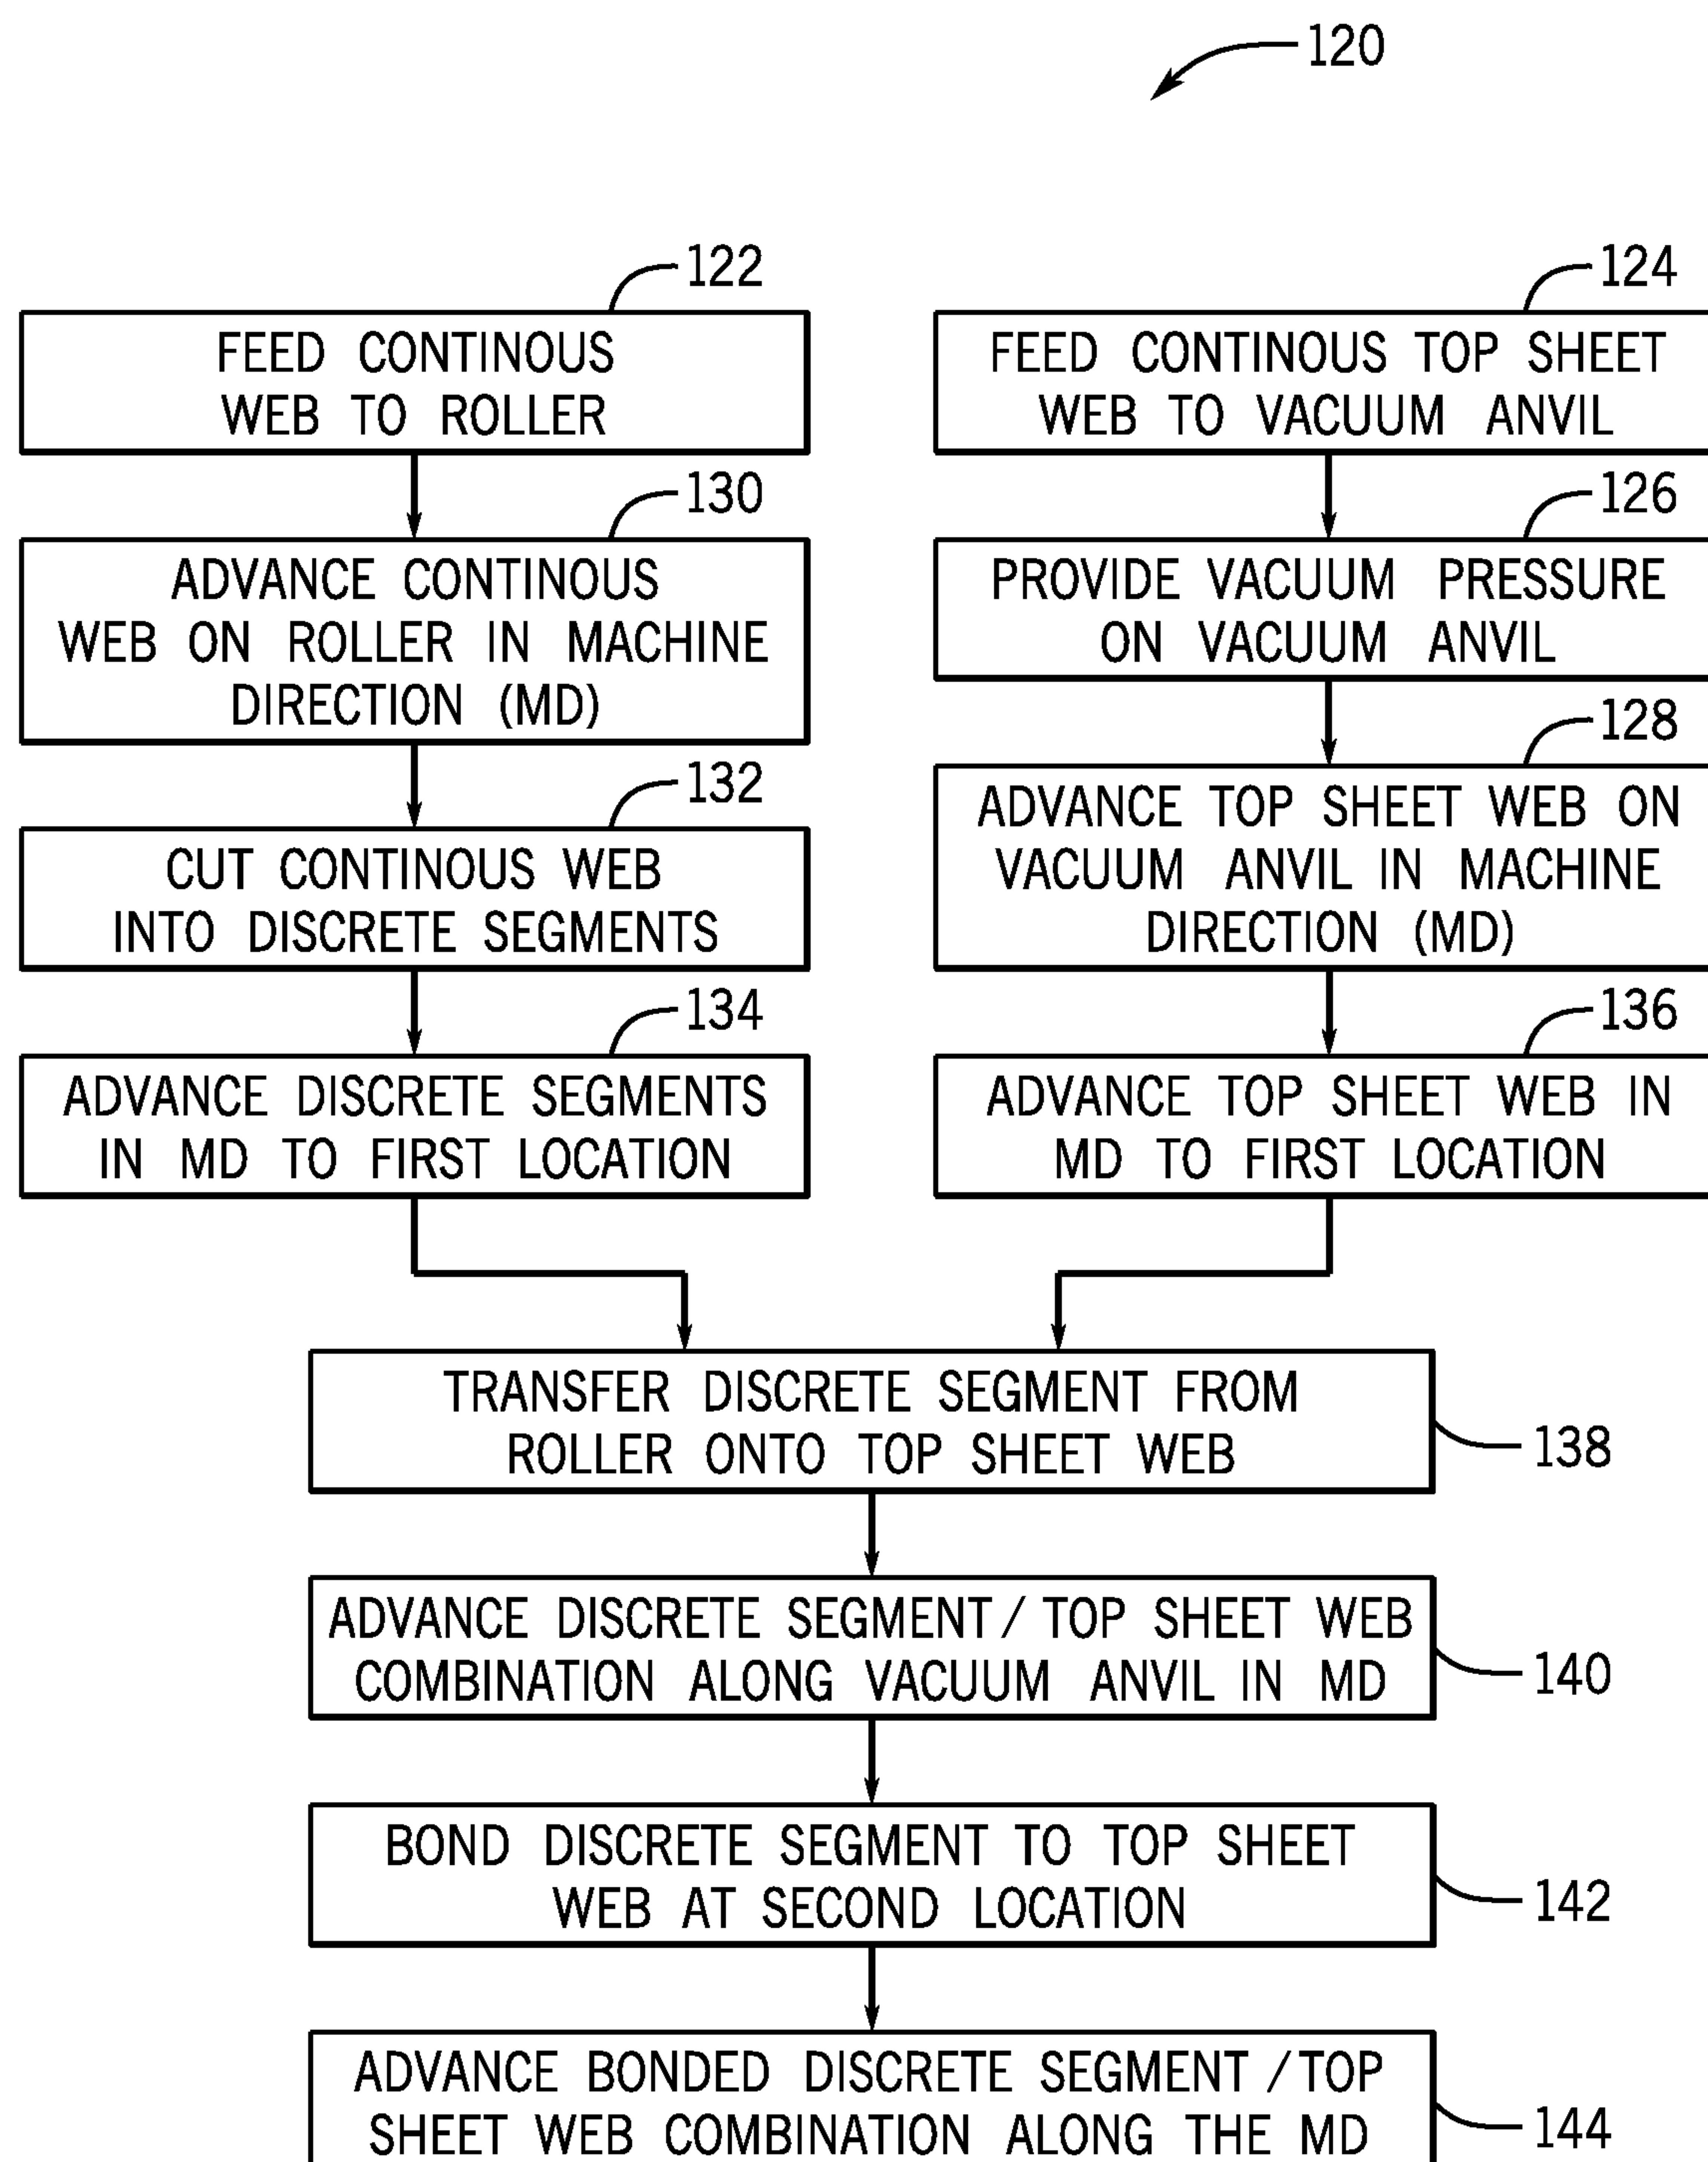 120
122
FEED CONTINOUS
WEB TO ROLLER
130
ADVANCE CONTINOUS
WEB ON ROLLER IN MACHINE
DIRECTION (MD)
132
CUT CONTINOUS WEB
INTO DISCRETE SEGMENTS
134
ADVANCE DISCRETE SEGMENTS
IN MD TO FIRST LOCATION
124
FEED CONTINOUS TOP SHEET
WEB TO VACUUM ANVIL
126
PROVIDE VACUUM PRESSURE
ON VACUUM ANVIL
128
ADVANCE TOP SHEET WEB ON
VACUUM ANVIL IN MACHINE
DIRECTION (MD)
136
ADVANCE TOP SHEET WEB IN
MD TO FIRST LOCATION
TRANSFER DISCRETE SEGMENT FROM
ROLLER ONTO TOP SHEET WEB
138
ADVANCE DISCRETE SEGMENT/TOP SHEET WEB
COMBINATION ALONG VACUUM ANVIL IN MD
140
BOND DISCRETE SEGMENT TO TOP SHEET
WEB AT SECOND LOCATION
142
ADVANCE BONDED DISCRETE SEGMENT/TOP
SHEET WEB COMBINATION ALONG THE MD
144